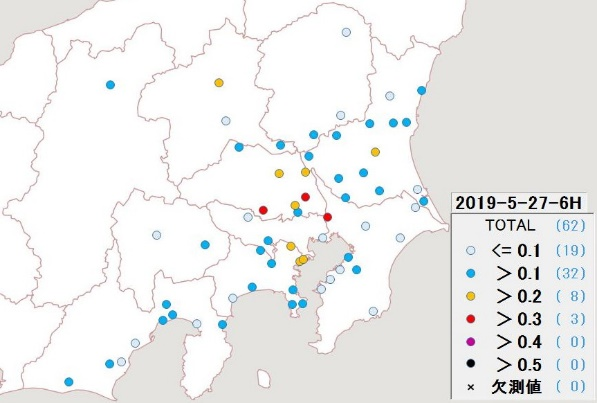 2019-5-27-6H
TOTAL (62)
<= 0.1 (19)
> 0.1 (32)
> 0.2 ( 8)
> 0.3 ( 3)
> 0.4 ( 0)
> 0.5 ( 0)
× 欠測値 ( 0)